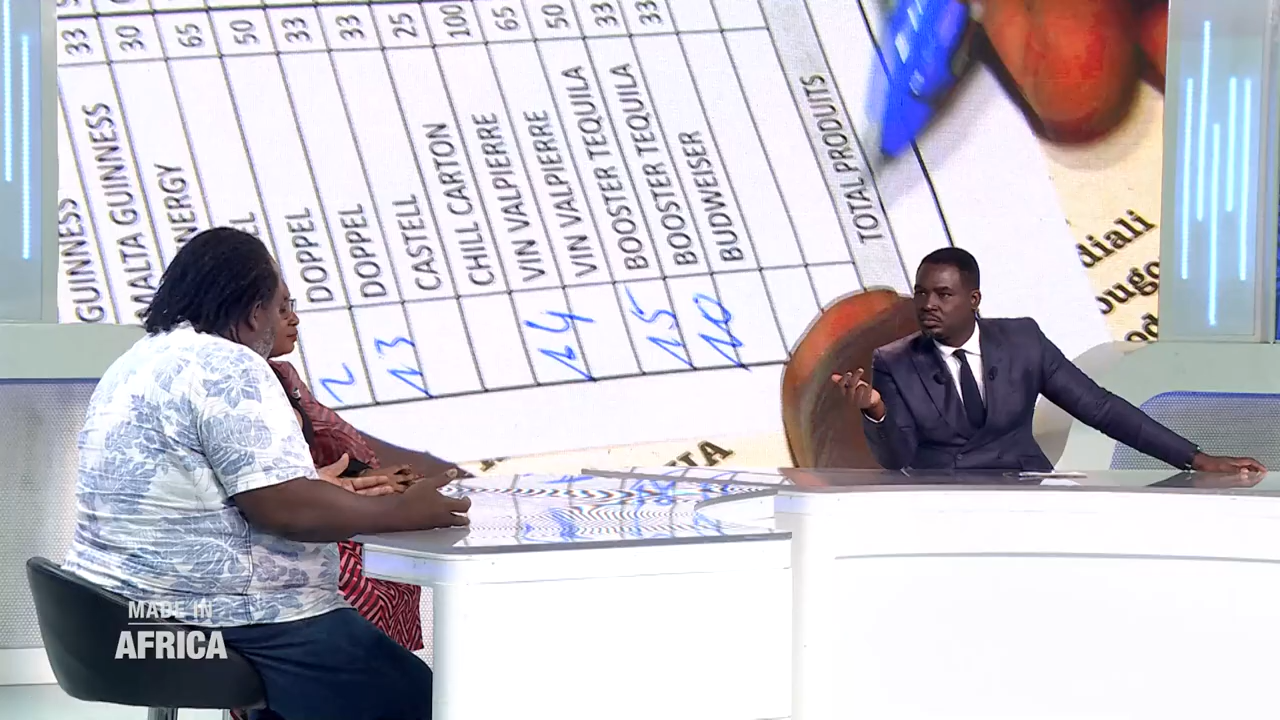 GUINNESS
MALTA GUINNESS 33
NERGY 30
65
2 DOPPEL 50
13 DOPPEL 33
CASTELL 33
CHILL CARTON 25
14 VIN VALPIERRE 100
VIN VALPIERRE 65
15 BOOSTER TEQUILA 50
10 BOOSTER TEQUILA 33
BUDWEISER 33
TOTAL PRODUITS
diali
MADE IN
AFRICA